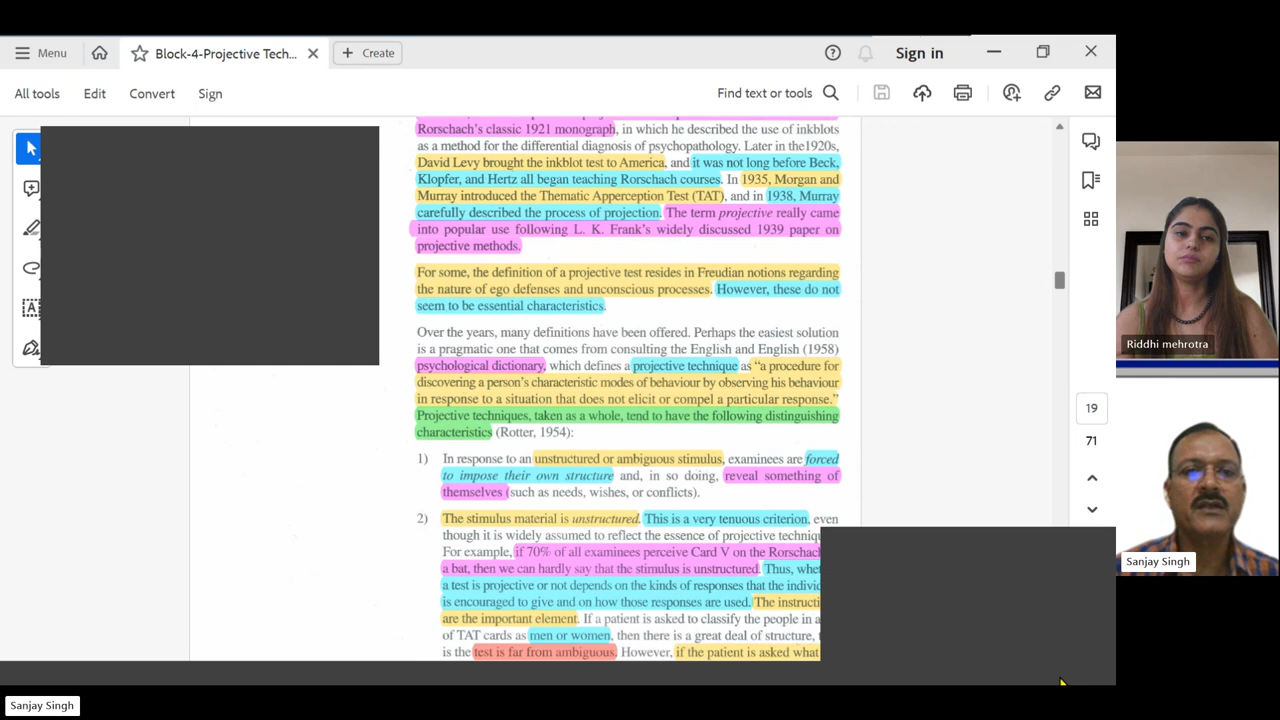 Menu
Block-4-Projective Tech...
Create
Sign in
All tools
Edit
Convert
Sign
Find text or tools
Rorschach's classic 1921 monograph, in which he described the use of inkblots
as a method for the differential diagnosis of psychopathology. Later in the1920s,
David Levy brought the inkblot test to America, and it was not long before Beck,
Klopfer, and Hertz all began teaching Rorschach courses. In 1935, Morgan and
Murray introduced the Thematic Apperception Test (TAT), and in 1938, Murray
carefully described the process of projection. The term projective really came
into popular use following L. K. Frank's widely discussed 1939 paper on
projective methods.
For some, the definition of a projective test resides in Freudian notions regarding
the nature of ego defenses and unconscious processes. However, these do not
seem to be essential characteristics.
Over the years, many definitions have been offered. Perhaps the easiest solution
is a pragmatic one that comes from consulting the English and English (1958)
psychological dictionary, which defines a projective technique as "a procedure for
discovering a person's characteristic modes of behaviour by observing his behaviour
in response to a situation that does not elicit or compel a particular response."
Projective techniques, taken as a whole, tend to have the following distinguishing
characteristics (Rotter, 1954):
1) In response to an unstructured or ambiguous stimulus, examinees are forced
to impose their own structure and, in so doing, reveal something of
themselves (such as needs, wishes, or conflicts).
2) The stimulus material is unstructured. This is a very tenuous criterion, even
though it is widely assumed to reflect the essence of projective
For example, if 70% of all examinees perceive Card V on the Rorschach
a bat, then we can hardly say that the stimulus is unstructured. Thus,
a test is projective or not depends on the kinds of responses that the
is encouraged to give and on how those responses are used. The
are the important element. If a patient is asked to classify the people in a
of TAT cards as men or women, then there is a great deal of structure,
is the test is far from ambiguous. However, if the patient is asked what
19
71
Riddhi mehrotra
Sanjay Singh
Sanjay Singh